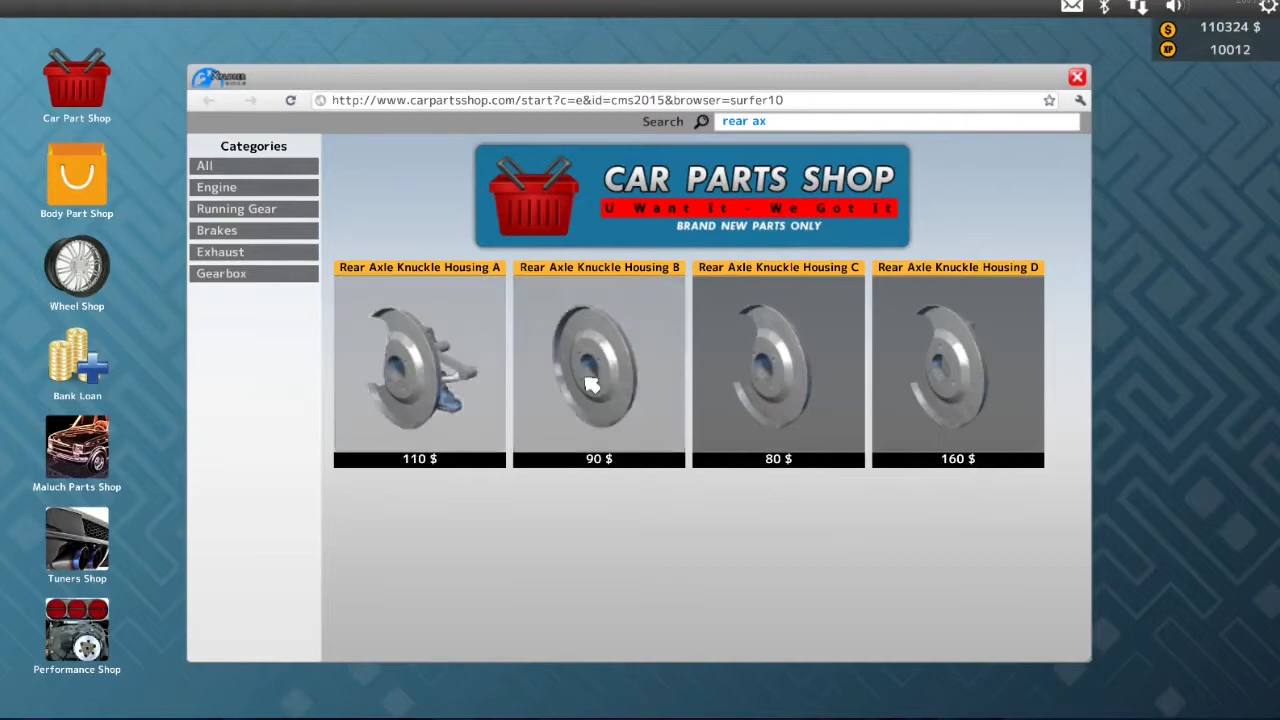 110324 $
10012
Car Part Shop
Body Part Shop
Wheel Shop
Bank Loan
Maluch Parts Shop
Tuners Shop
Performance Shop
http://www.carpartsshop.com/start?c=e&id=cms2015&browser=surfer10
Search rear ax
Categories
All
Engine
Running Gear
Brakes
Exhaust
Gearbox
CAR PARTS SHOP
U Want It - We Got It
BRAND NEW PARTS ONLY
Rear Axle Knuckle Housing A
110 $
Rear Axle Knuckle Housing B
90 $
Rear Axle Knuckle Housing C
80 $
Rear Axle Knuckle Housing D
160 $